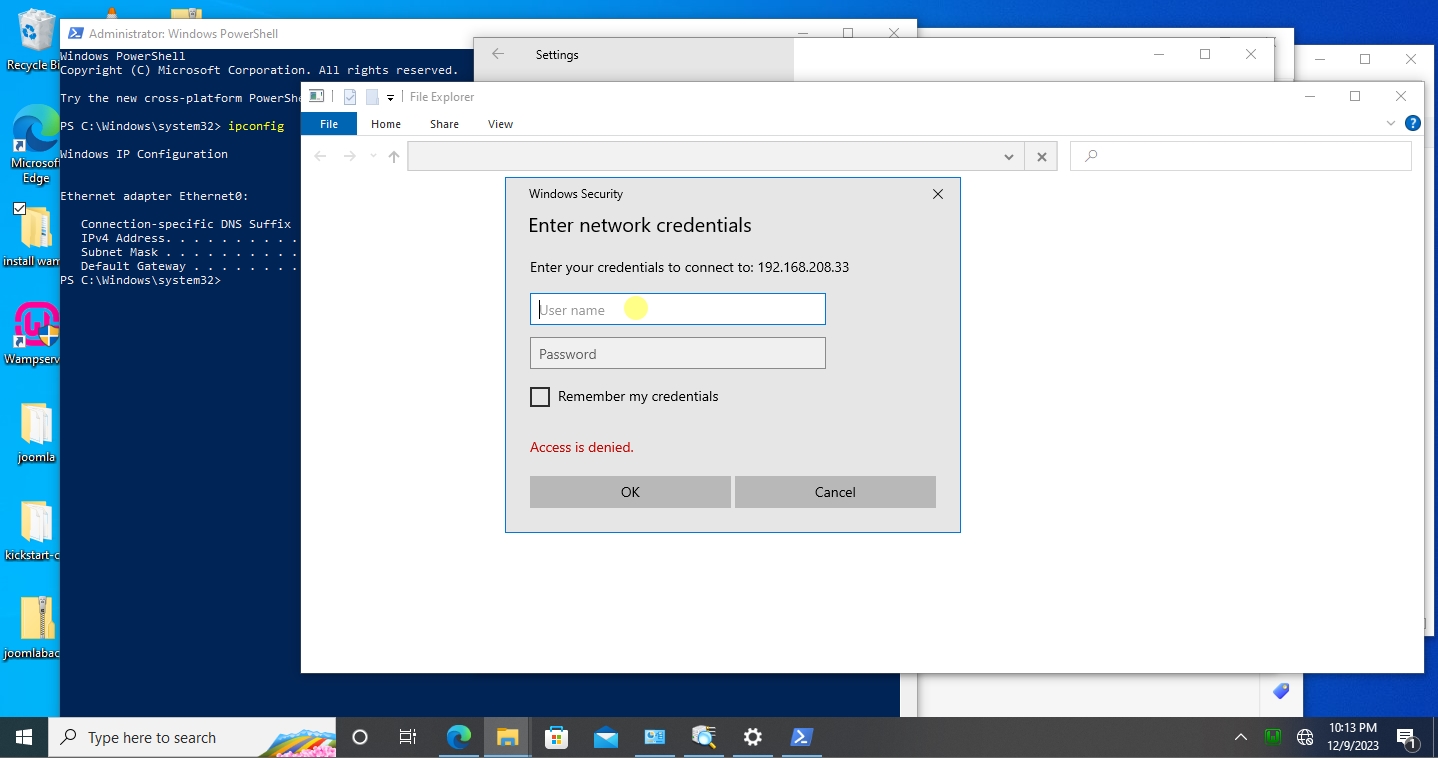 Recycle Bi
Microsof
Edge
install wam
Wampserv
joomla
kickstart-c
joomlabac
Administrator: Windows PowerShell
Windows PowerShell
Copyright (C) Microsoft Corporation. All rights reserved.
Try the new cross-platform PowerShe
PS C:\Windows\system32> ipconfig
Windows IP Configuration
Ethernet adapter Ethernet0:
Connection-specific DNS Suffix
IPv4 Address. . . . . . . . . .
Subnet Mask . . . . . . . . . .
Default Gateway . . . . . . . .
PS C:\Windows\system32>
Settings
File Explorer
File Home Share View
Windows Security
Enter network credentials
Enter your credentials to connect to: 192.168.208.33
User name
Password
Remember my credentials
Access is denied.
OK Cancel
Type here to search
10:13 PM
12/9/2023
1